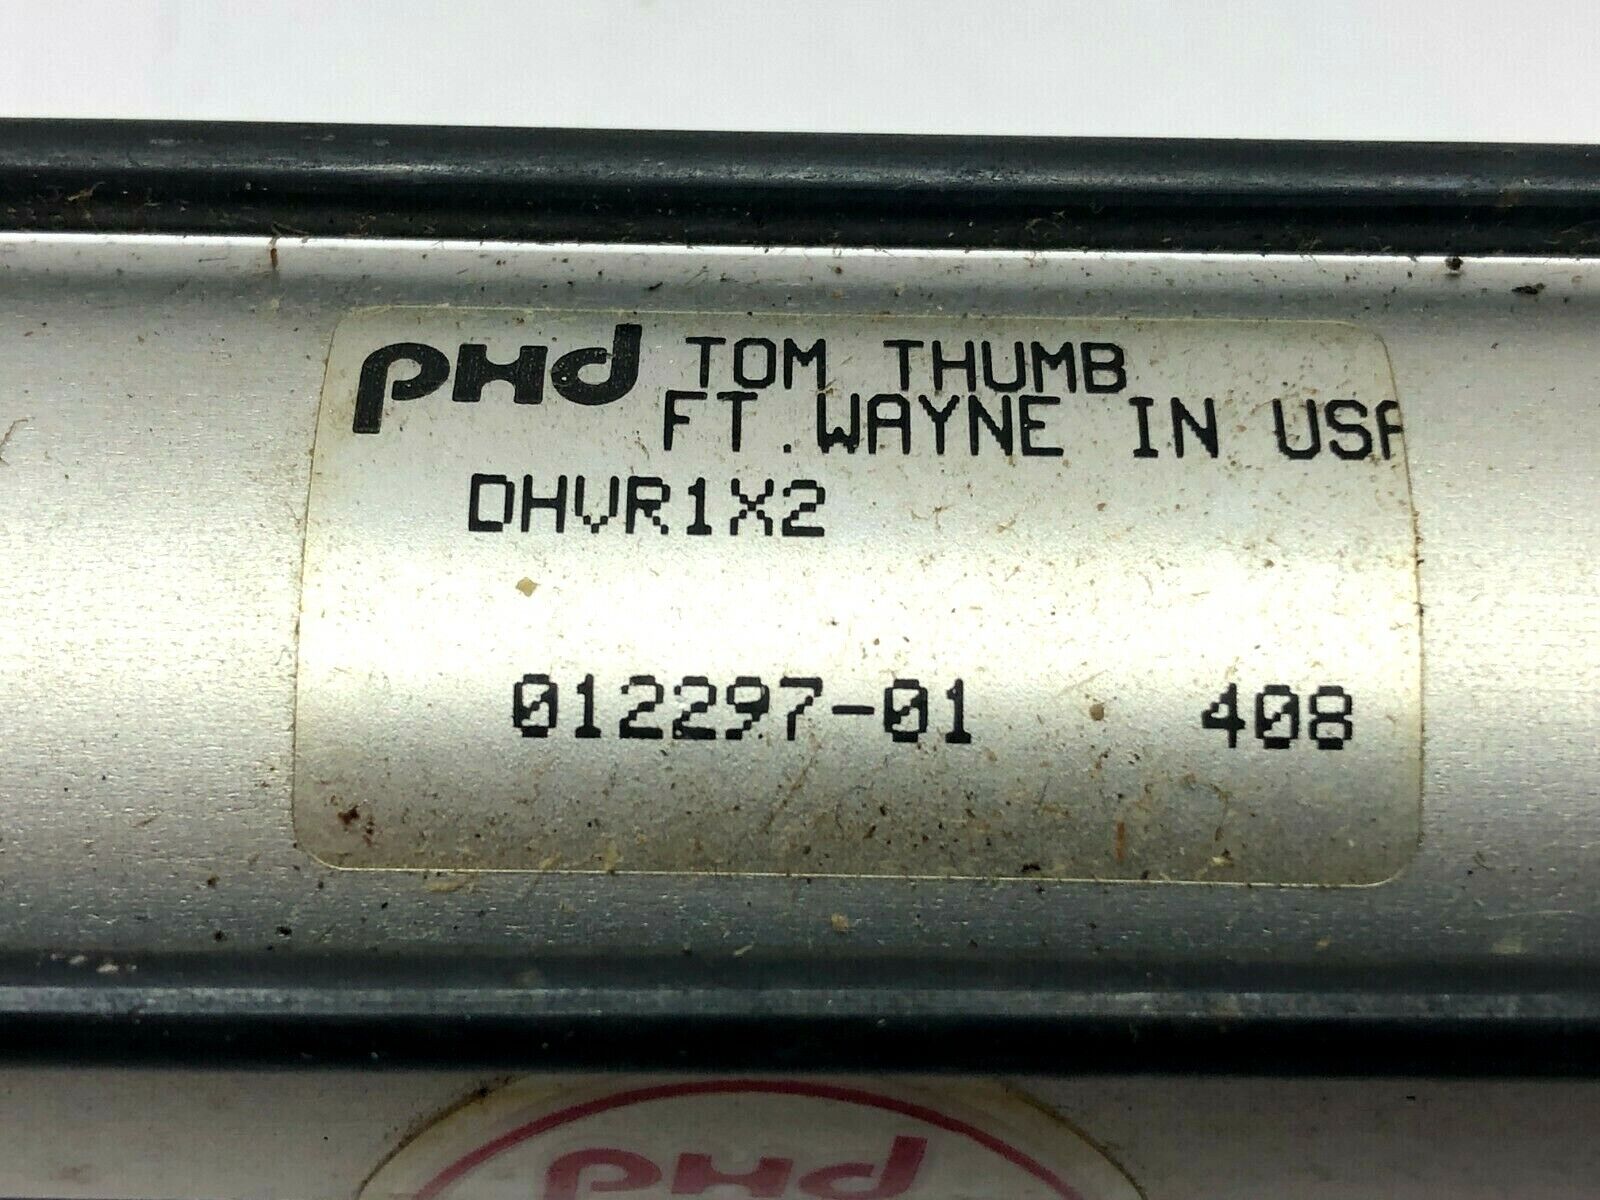 PHd TOM THUMB
FT. WAYNE IN USA
DHVR1X2
012297-01 408
PHd